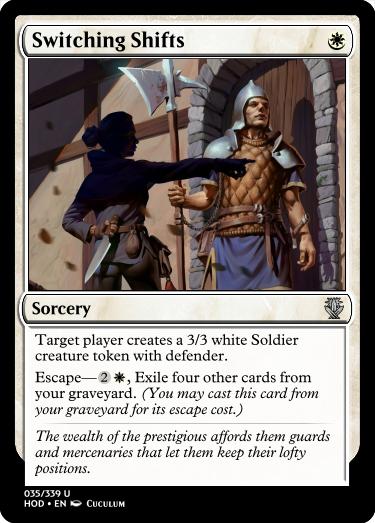 Switching Shifts
Sorcery
Target player creates a 3/3 white Soldier
creature token with defender.
Escape—2, Exile four other cards from
your graveyard. (You may cast this card from
your graveyard for its escape cost.)
The wealth of the prestigious affords them guards
and mercenaries that let them keep their lofty
positions.
035/339 U
HOD • EN Cuculum